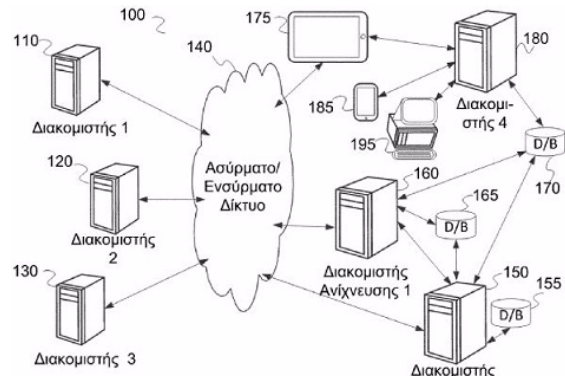 100
110
Διακομιστής 1
120
Διακομιστής
2
130
Διακομιστής 3
140
Ασύρματο/
Ενσύρματο
Δίκτυο
175
180
Διακομι-
στής 4
185
195
160
Διακομιστής
Ανίχνευσης 1
165
D/B
D/B
170
150
Διακομιστής
155
D/B